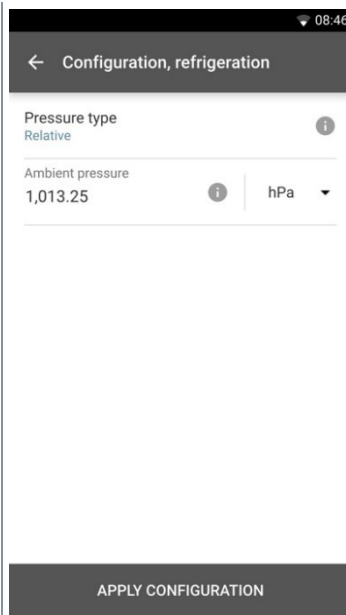 08:46
Configuration, refrigeration
Pressure type
Relative
Ambient pressure
1,013.25
hPa
APPLY CONFIGURATION